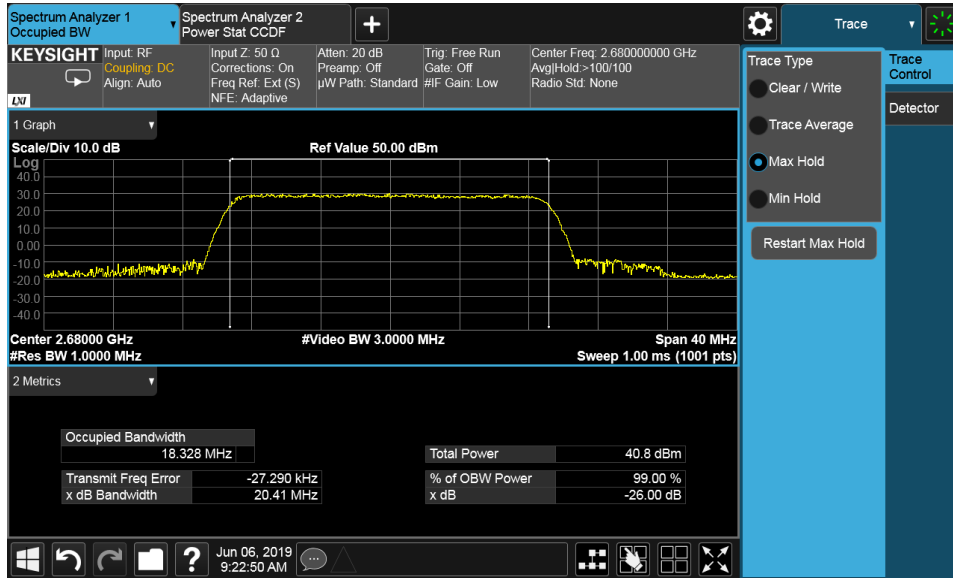 Spectrum Analyzer 1
Occupied BW
Spectrum Analyzer 2
Power Stat CCDF
+
Trace
KEYSIGHT
Input: RF
Coupling: DC
Align: Auto
LXI
Input Z: 50 Ω
Corrections: On
Freq Ref: Ext (S)
NFE: Adaptive
Atten: 20 dB
Preamp: Off
µW Path: Standard
Trig: Free Run
Gate: Off
#IF Gain: Low
Center Freq: 2.680000000 GHz
Avg|Hold:>100/100
Radio Std: None
Trace Type
Clear / Write
Trace Average
Max Hold
Min Hold
Restart Max Hold
Trace
Control
Detector
1 Graph
Scale/Div 10.0 dB
Ref Value 50.00 dBm
Log
40.0
30.0
20.0
10.0
0.00
-10.0
-20.0
-30.0
-40.0
Center 2.68000 GHz
#Video BW 3.0000 MHz
Span 40 MHz
#Res BW 1.0000 MHz
Sweep 1.00 ms (1001 pts)
2 Metrics
Occupied Bandwidth
18.328 MHz
Total Power 40.8 dBm
Transmit Freq Error -27.290 kHz
% of OBW Power 99.00 %
x dB Bandwidth 20.41 MHz
x dB -26.00 dB
?
Jun 06, 2019
9:22:50 AM